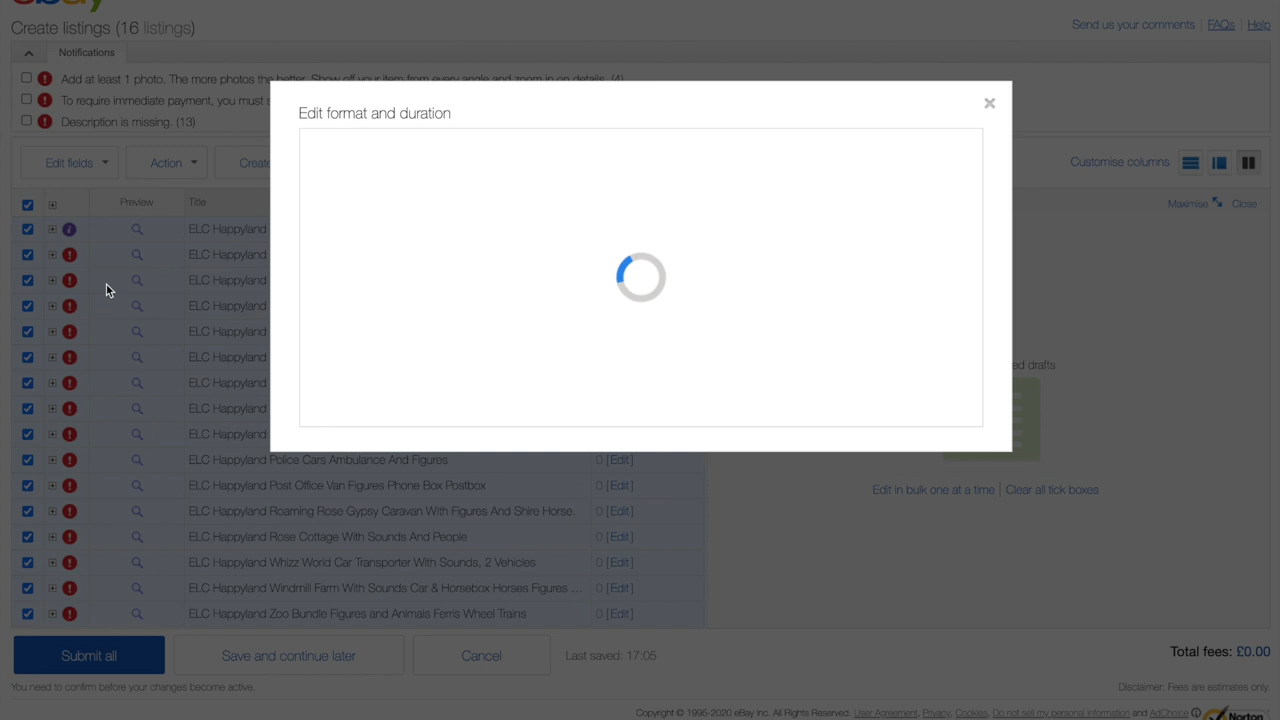 ebay
Create listings (16 listings)
Send us your comments | FAQs | Help
Notifications
Add at least 1 photo. The more photos the better. Show off your item from every angle and zoom in on details. (4)
To require immediate payment, you must
Description is missing. (13)
Edit format and duration
Edit fields
Action
Create
Customise columns
Preview
Title
Maximise
Close
ELC Happyland
ELC Happyland
ELC Happyland
ELC Happyland
ELC Happyland
ELC Happyland
ELC Happyland
ELC Happyland
ELC Happyland
ed drafts
ELC Happyland Police Cars Ambulance And Figures 0 [Edit]
ELC Happyland Post Office Van Figures Phone Box Postbox 0 [Edit]
Edit in bulk one at a time | Clear all tick boxes
ELC Happyland Roaming Rose Gypsy Caravan With Figures And Shire Horse. 0 [Edit]
ELC Happyland Rose Cottage With Sounds And People 0 [Edit]
ELC Happyland Whizz World Car Transporter With Sounds, 2 Vehicles 0 [Edit]
ELC Happyland Windmill Farm With Sounds Car & Horsebox Horses Figures ... 0 [Edit]
ELC Happyland Zoo Bundle Figures and Animals Ferris Wheel Trains 0 [Edit]
Submit all
Save and continue later
Cancel
Last saved: 17:05
Total fees: £0.00
You need to confirm before your changes become active.
Disclaimer: Fees are estimates only.
Copyright © 1995-2020 eBay Inc. All Rights Reserved. User Agreement, Privacy, Cookies, Do not sell my personal information and AdChoice
Norton